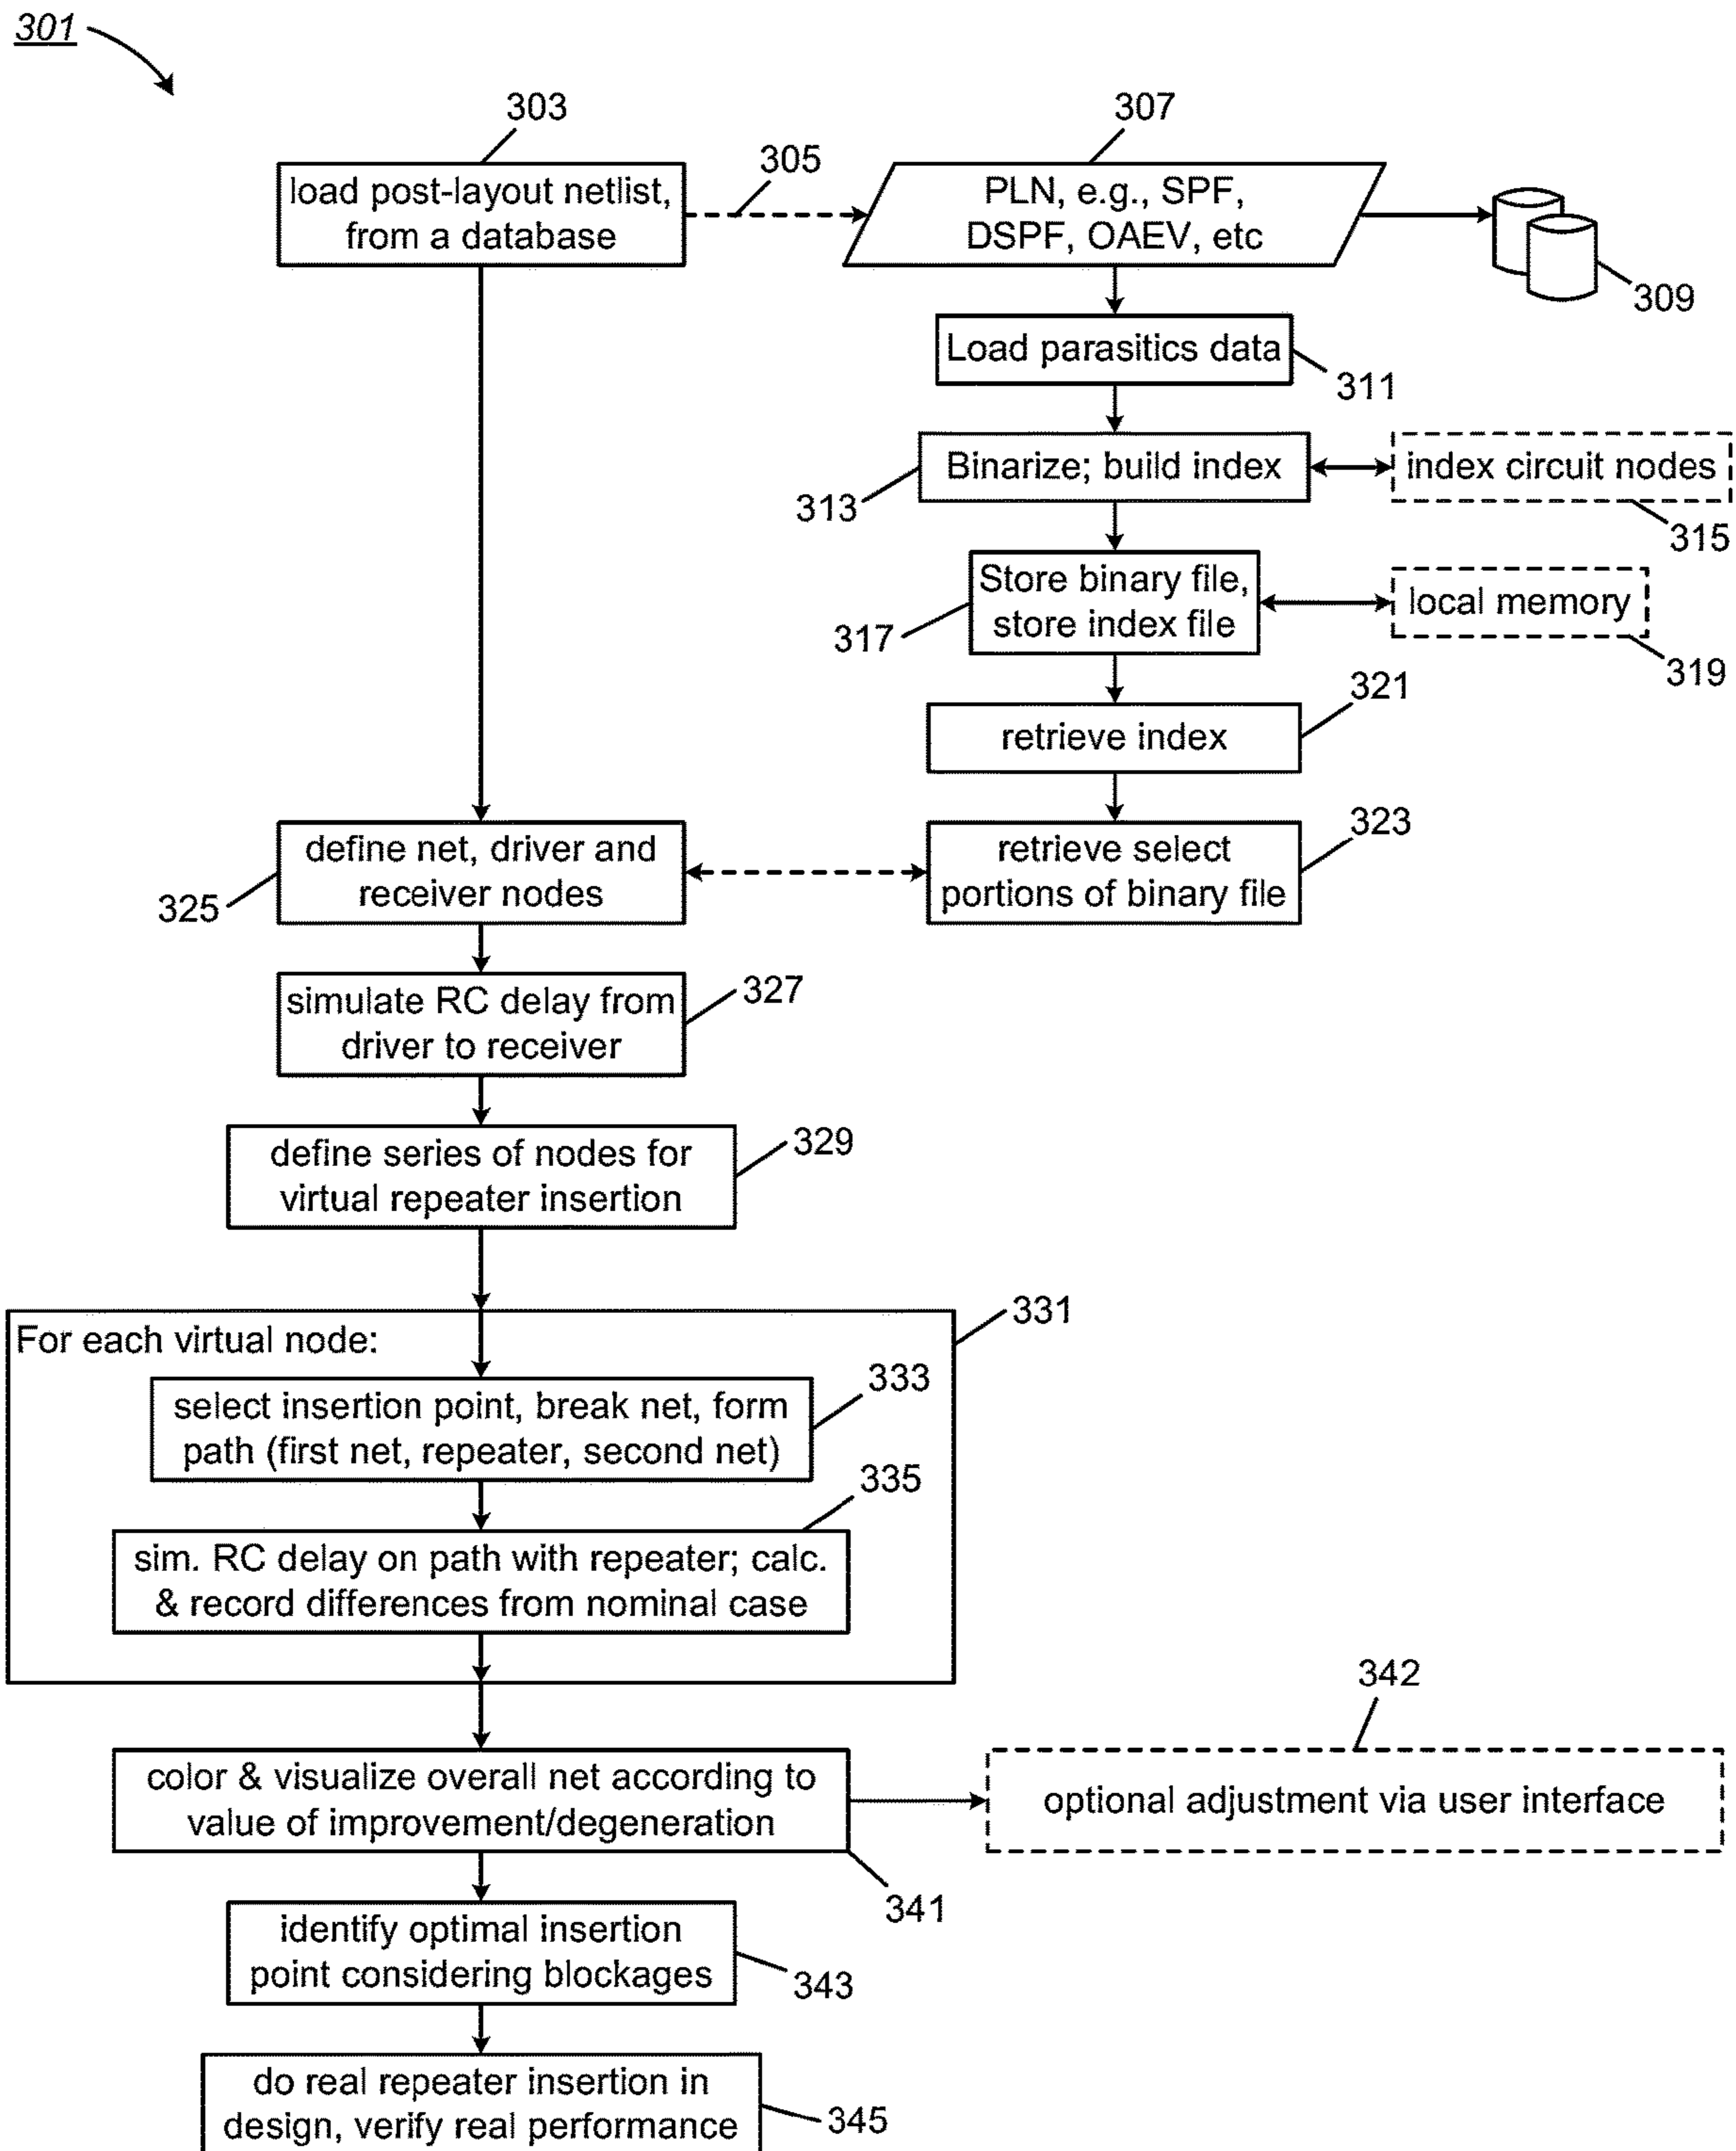 301
303
load post-layout netlist,
from a database
305
307
PLN, e.g., SPF,
DSPF, OAEV, etc
309
Load parasitics data
311
Binarize; build index
313
index circuit nodes
315
Store binary file,
store index file
317
local memory
319
321
retrieve index
323
retrieve select
portions of binary file
define net, driver and
receiver nodes
325
simulate RC delay from
driver to receiver
327
define series of nodes for
virtual repeater insertion
329
331
For each virtual node:
333
select insertion point, break net, form
path (first net, repeater, second net)
335
sim. RC delay on path with repeater; calc.
& record differences from nominal case
342
color & visualize overall net according to
value of improvement/degeneration
optional adjustment via user interface
341
identify optimal insertion
point considering blockages
343
do real repeater insertion in
design, verify real performance
345